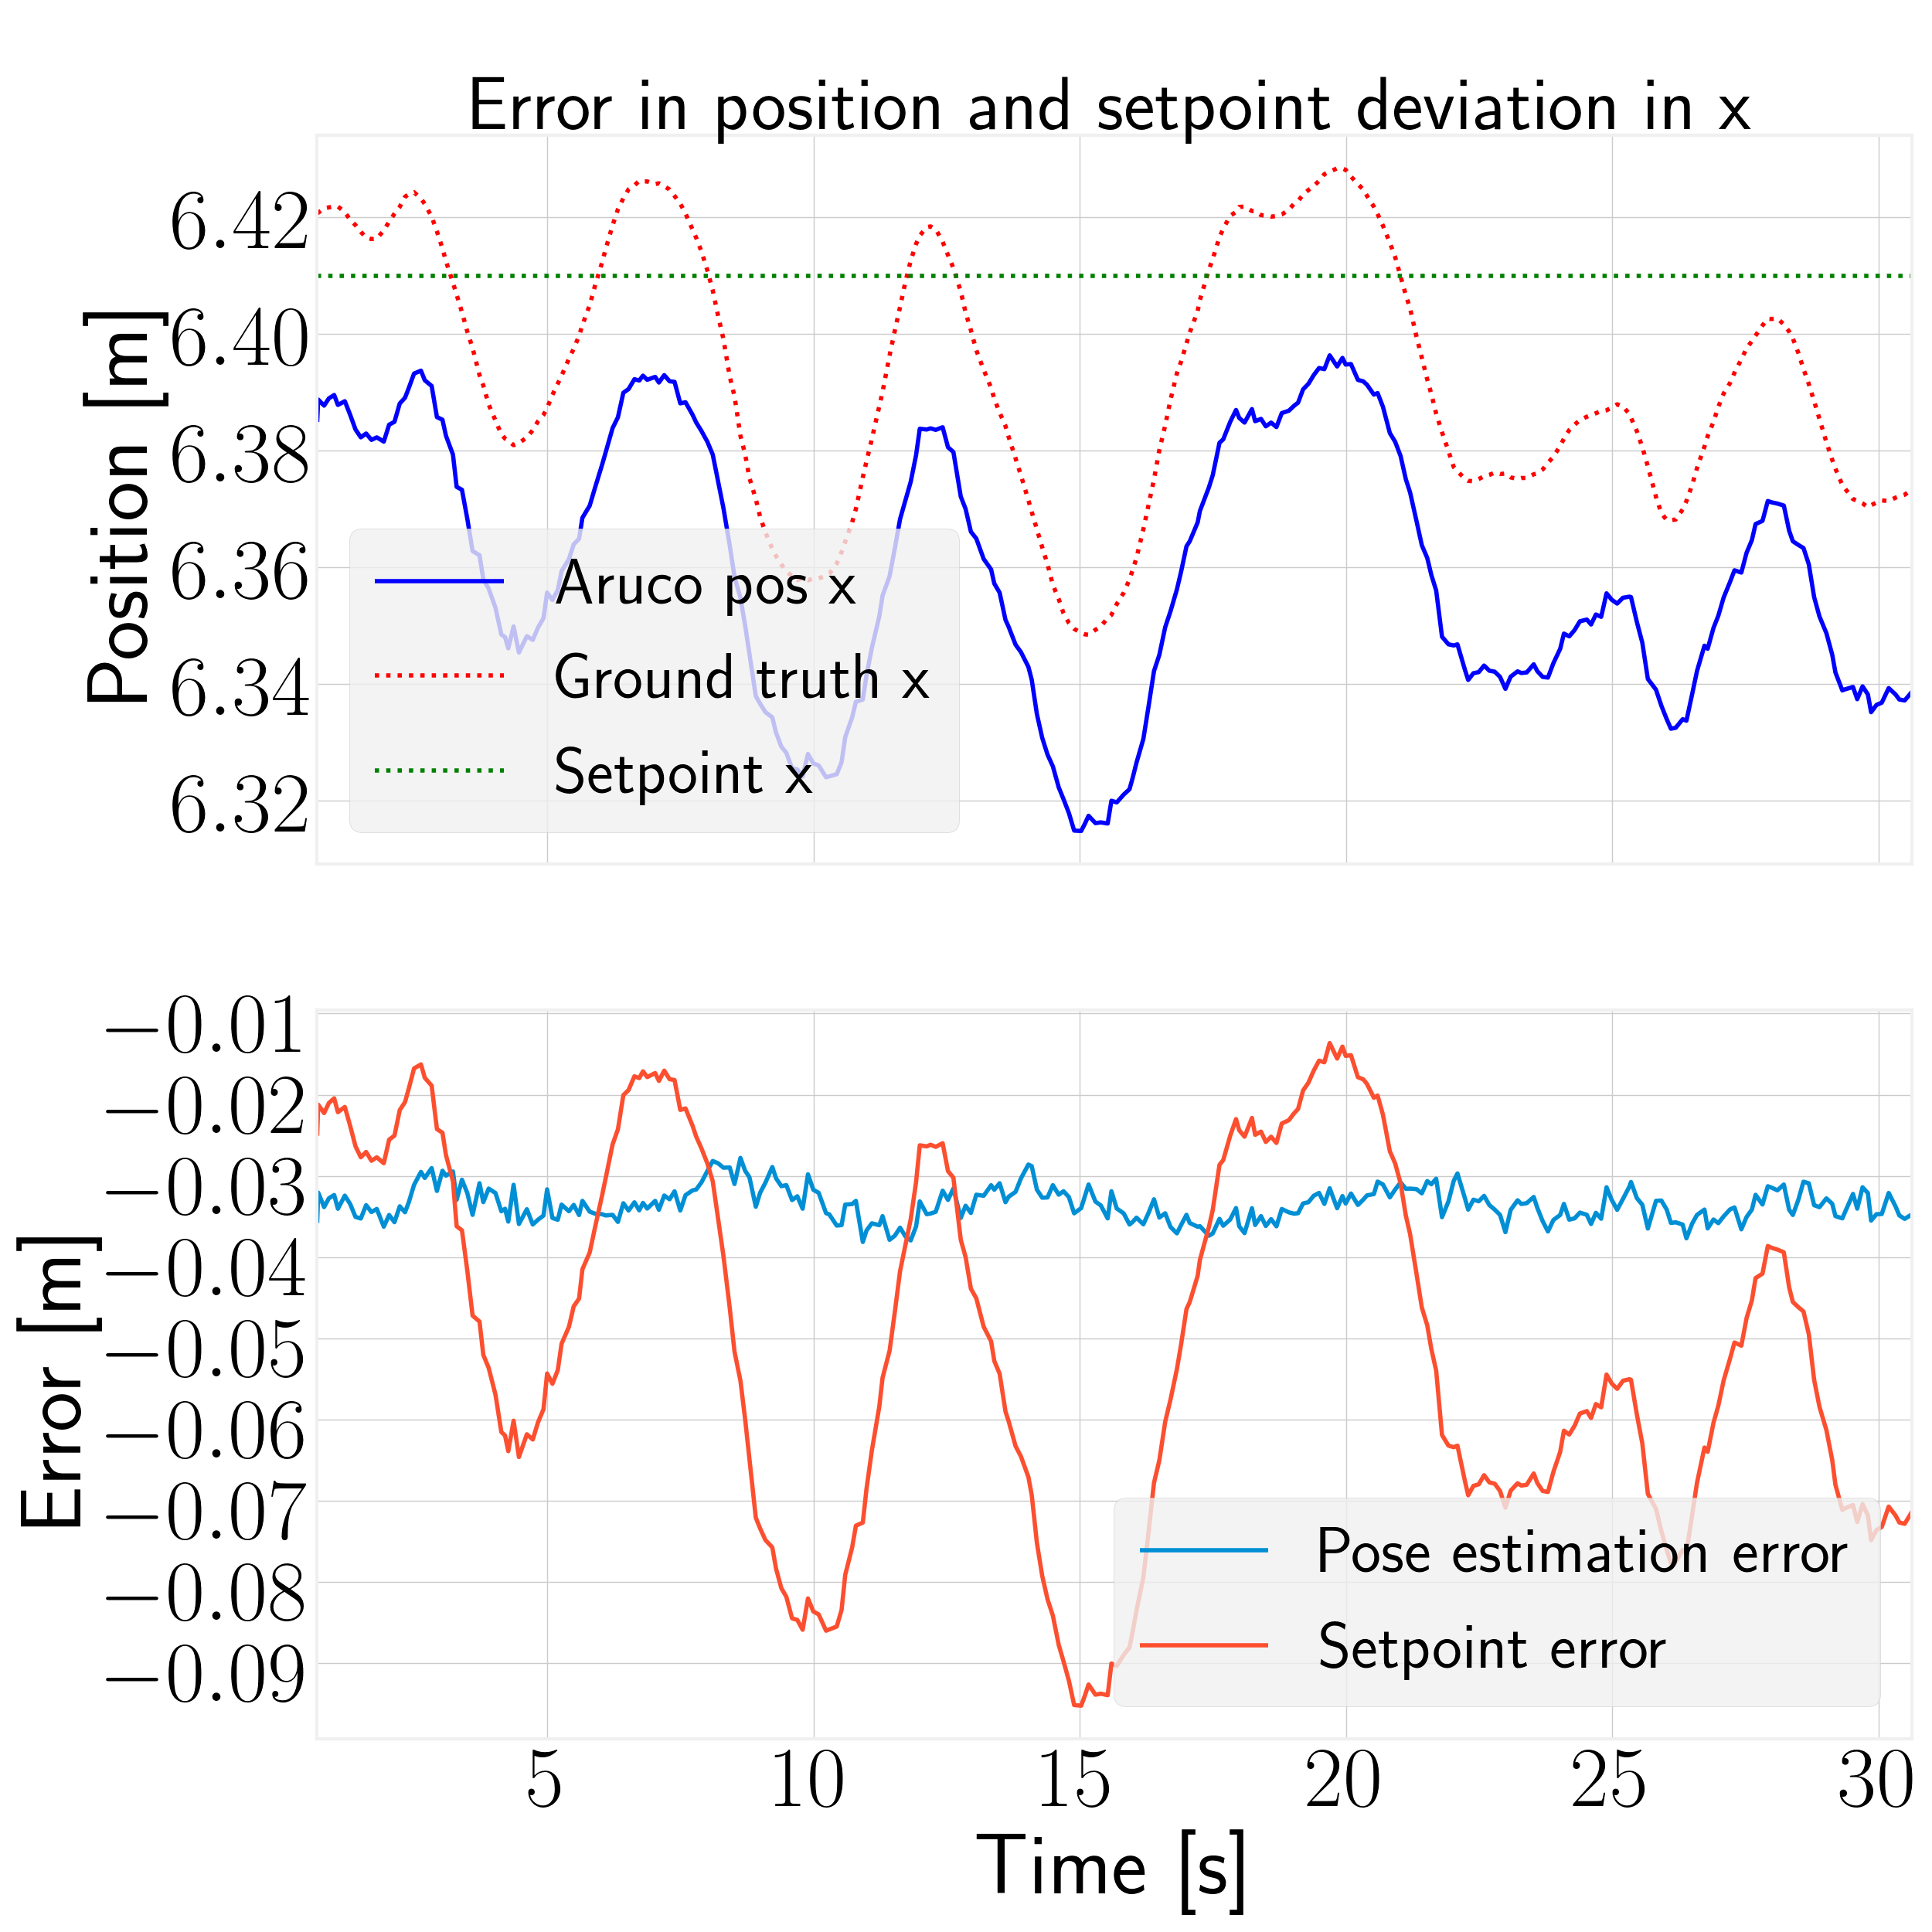 Error in position and setpoint deviation in x
Position [m]
6.42
6.40
6.38
6.36
6.34
6.32
Aruco pos x
Ground truth x
Setpoint x
Error [m]
−0.01
−0.02
−0.03
−0.04
−0.05
−0.06
−0.07
−0.08
−0.09
Pose estimation error
Setpoint error
5 10 15 20 25 30
Time [s]